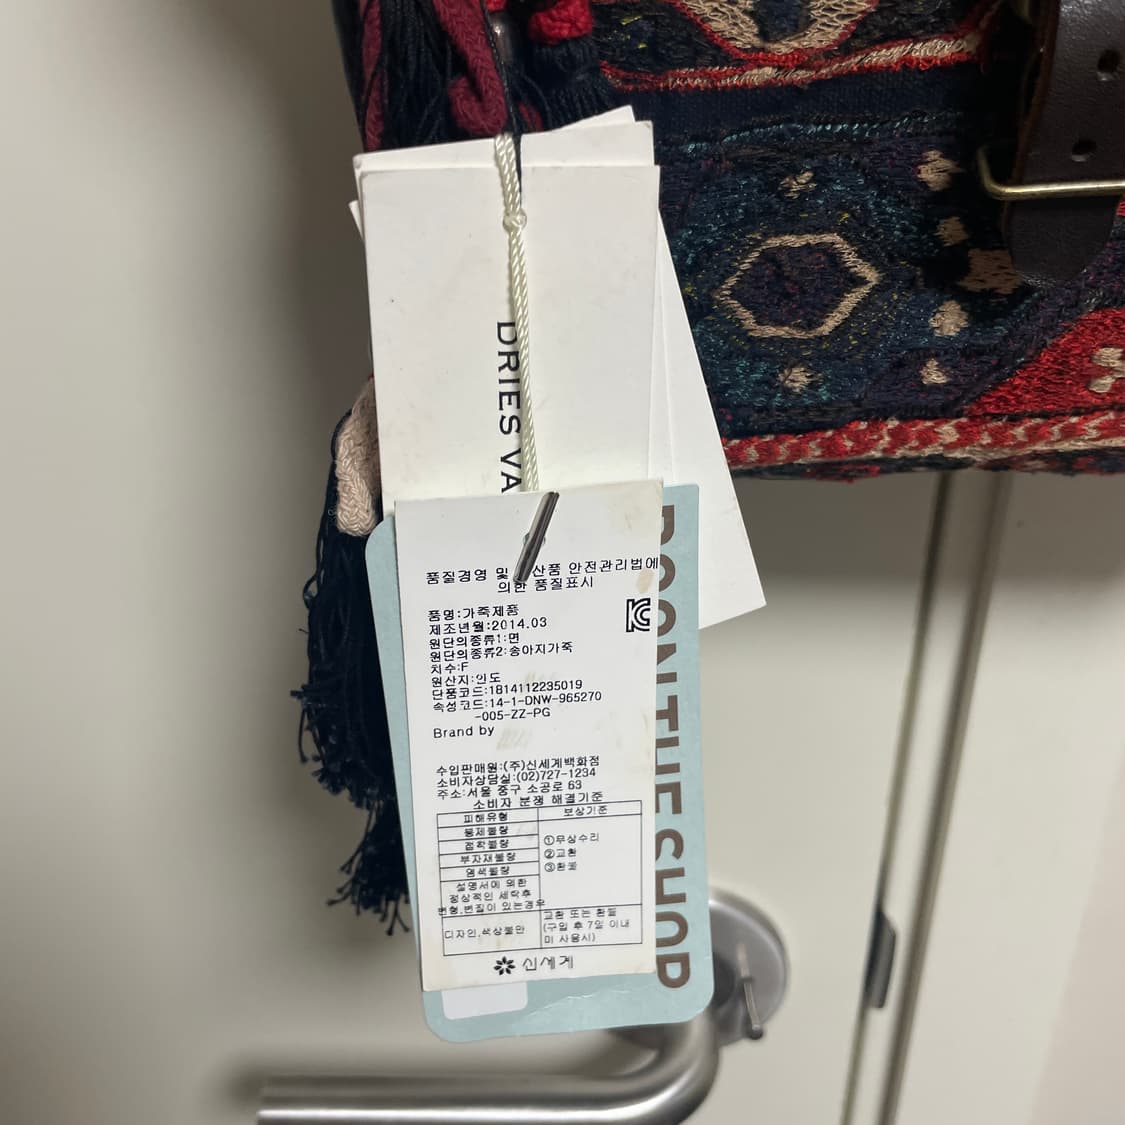 DRIES VA
품질경영 및 산품 안전관리법에
의한 품질표시
품명:가죽제품
제조년월:2014.03
원단의종류1:면
원단의종류2:송아지가죽
치수:F
원산지:인도
단품코드:1814112235019
속성코드:14-1-DNW-965270
-005-ZZ-PG
Brand by
수입판매원:(주)신세계백화점
소비자상담실:(02)727-1234
주소:서울 중구 소공로 63
소비자 분쟁 해결기준
피해유형 보상기준
봉제불량
접착불량
부자재불량
염색불량
설명서에 의한
정상적인 세탁후
변형,변질이 있는경우
①무상수리
②교환
③환불
디자인,색상불만
교환 또는 환불
(구입 후 7일 이내
미 사용시)
신세계
BOONTHESHOP